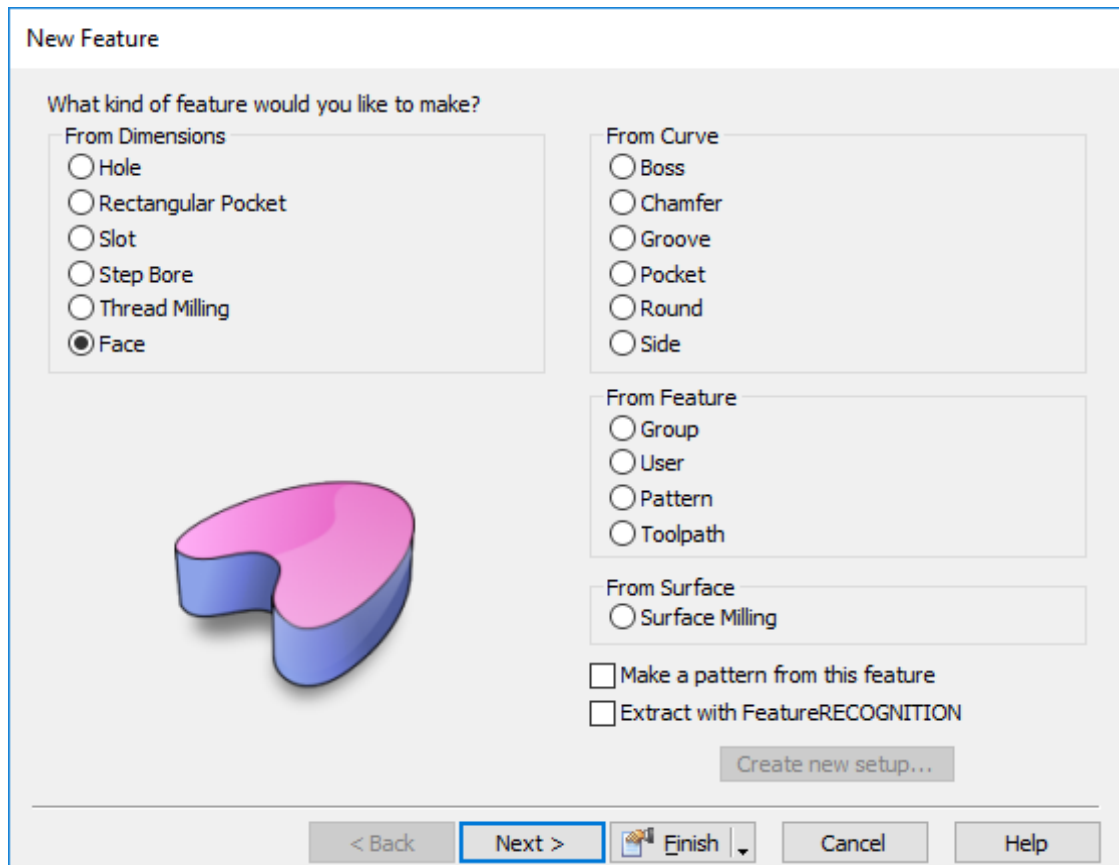 New Feature
What kind of feature would you like to make?
From Dimensions
Hole
Rectangular Pocket
Slot
Step Bore
Thread Milling
Face
From Curve
Boss
Chamfer
Groove
Pocket
Round
Side
From Feature
Group
User
Pattern
Toolpath
From Surface
Surface Milling
Make a pattern from this feature
Extract with FeatureRECOGNITION
Create new setup...
< Back
Next >
Finish
Cancel
Help